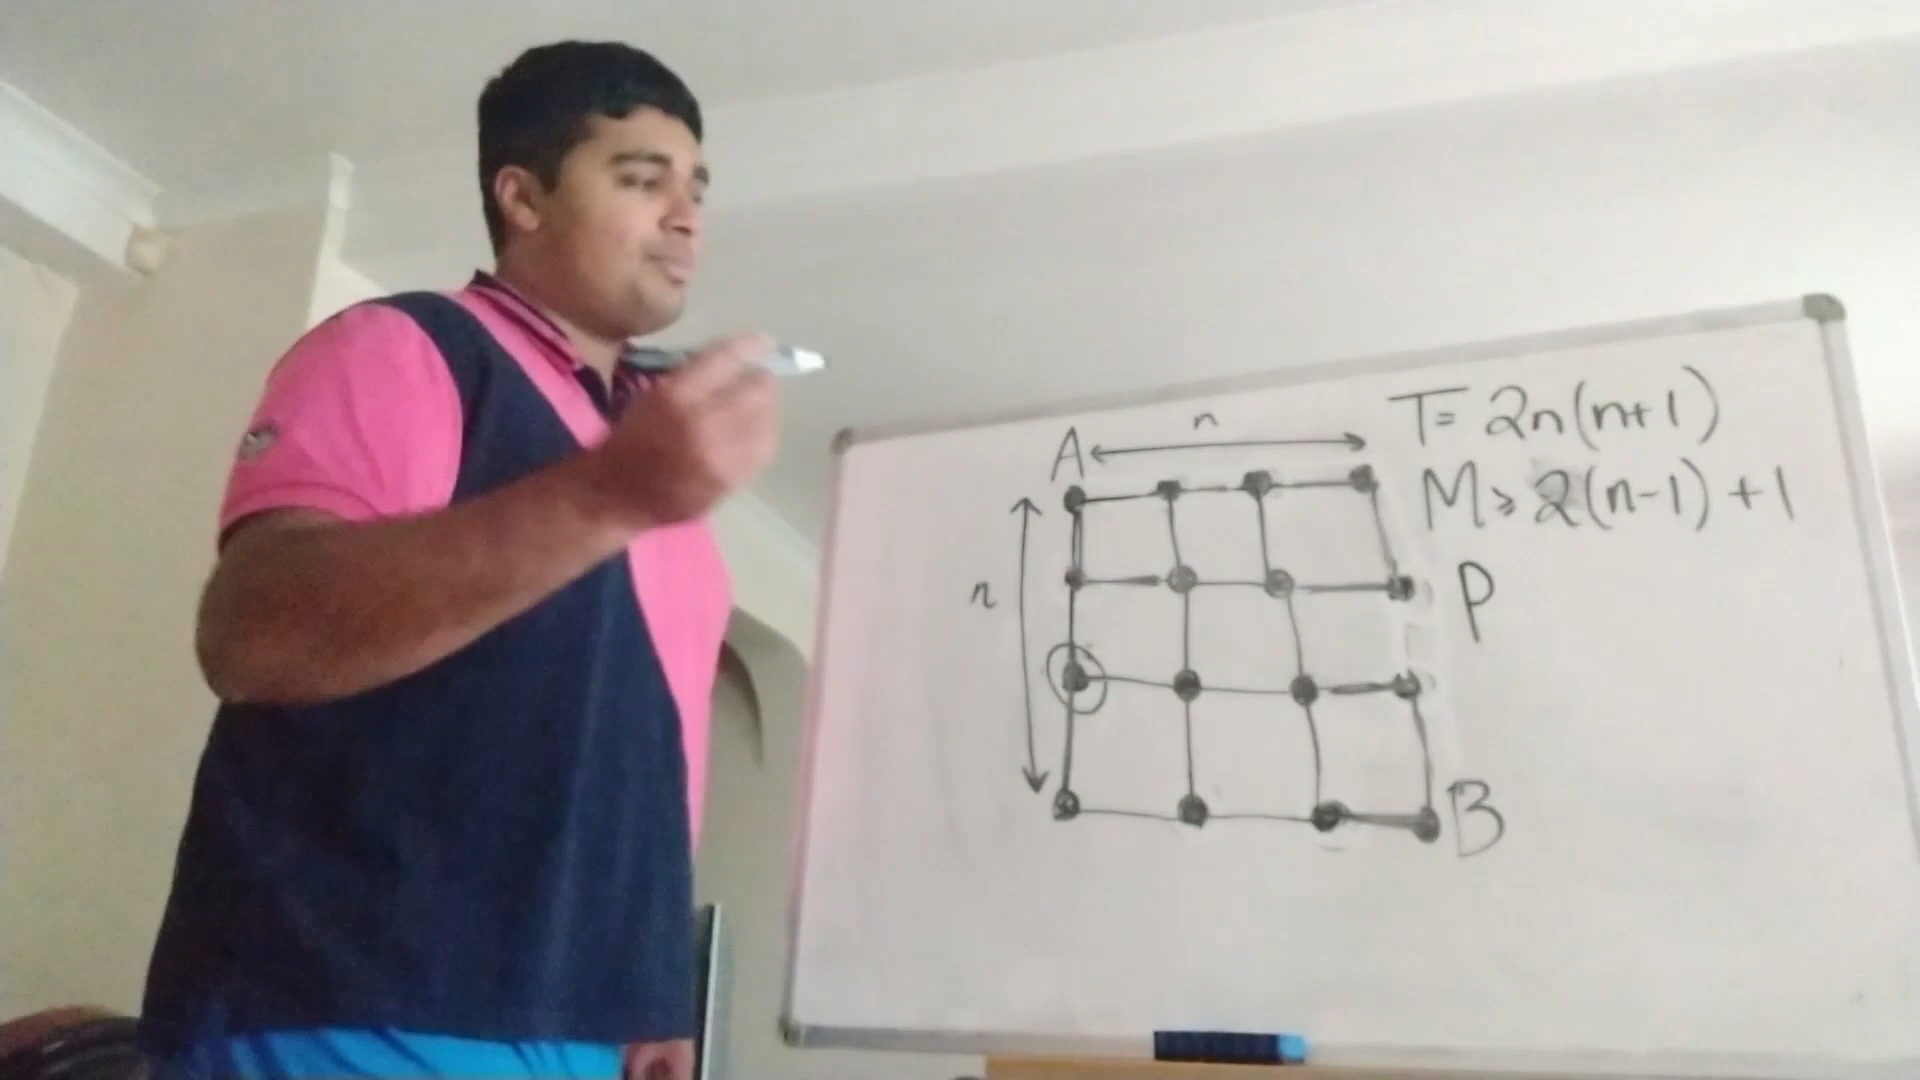 n
A
T= 2n(n+1)
M≥ 2(n-1)+1
n
P
B